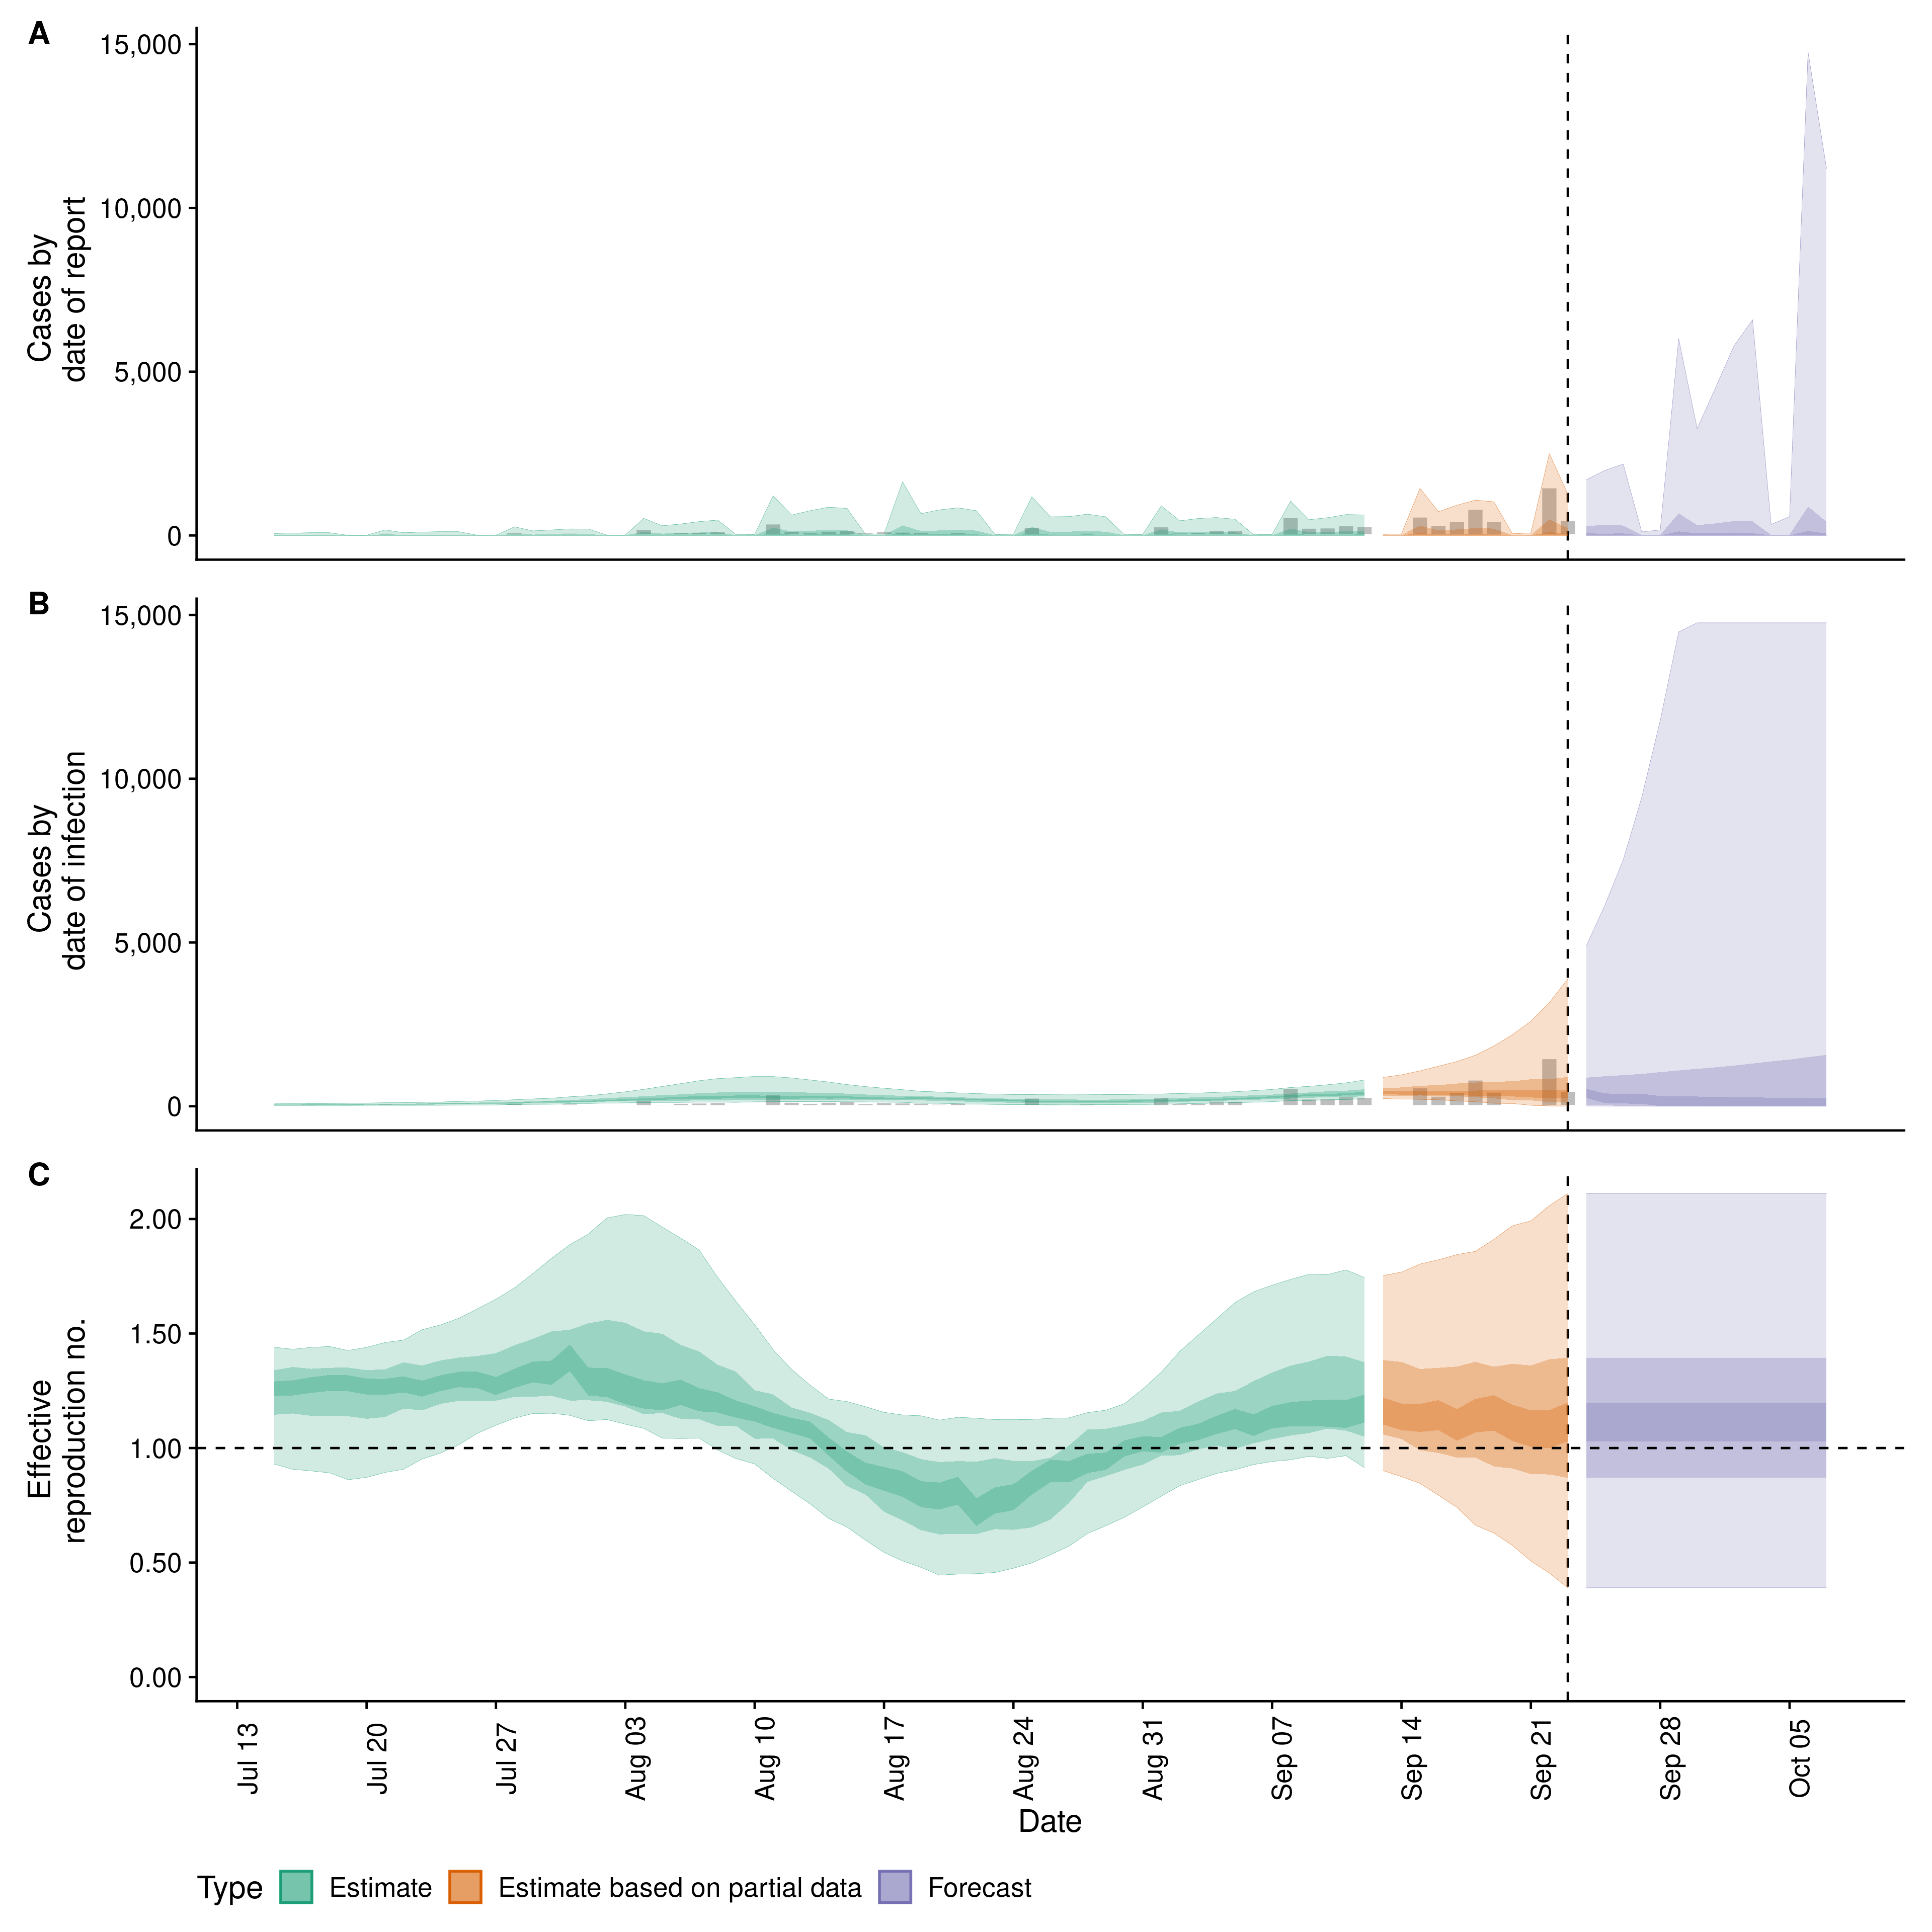 A
15,000
10,000
5,000
0
Cases by
date of report
B
15,000
10,000
5,000
0
Cases by
date of infection
C
2.00
1.50
1.00
0.50
0.00
Effective
reproduction no.
Jul 13
Jul 20
Jul 27
Aug 03
Aug 10
Aug 17
Aug 24
Aug 31
Sep 07
Sep 14
Sep 21
Sep 28
Oct 05
Date
Type
Estimate
Estimate based on partial data
Forecast